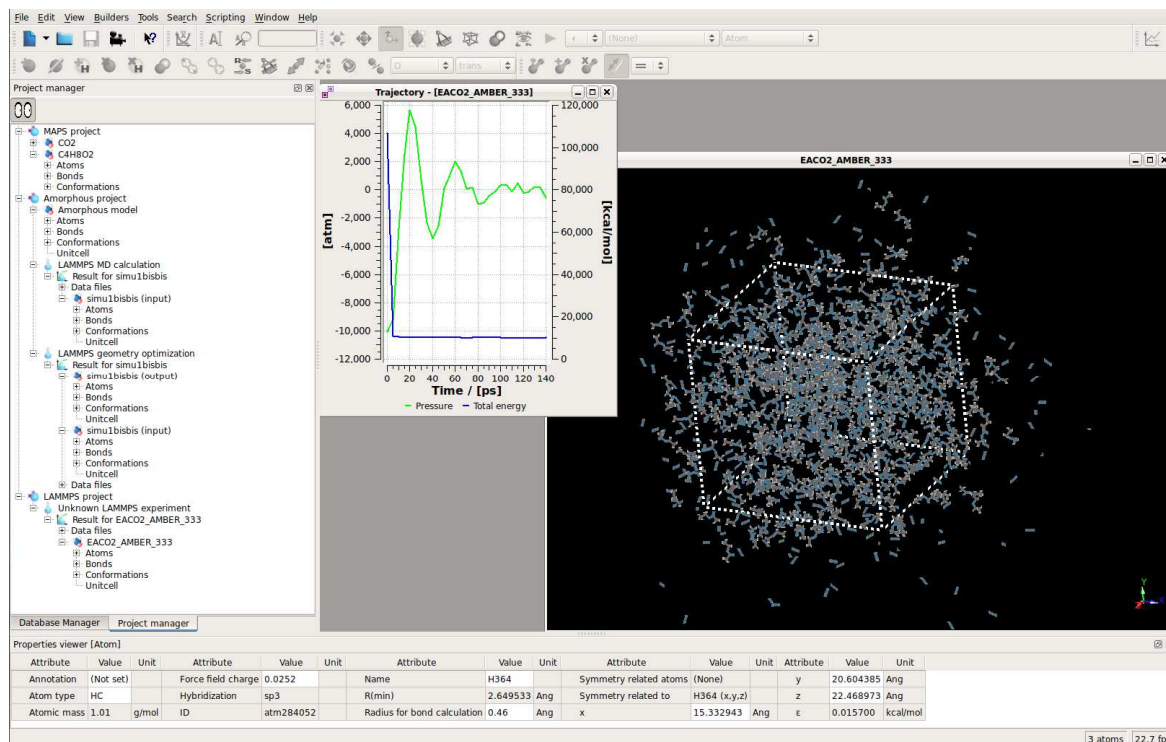 File Edit View Builders Tools Search Scripting Window Help
(None) Atom
O trans =
Project manager
MAPS project
CO2
C4H8O2
Atoms
Bonds
Conformations
Amorphous project
Amorphous model
Atoms
Bonds
Conformations
Unitcell
LAMMPS MD calculation
Result for simu1bisbis
Data files
simu1bisbis (input)
Atoms
Bonds
Conformations
Unitcell
LAMMPS geometry optimization
Result for simu1bisbis
simu1bisbis (output)
Atoms
Bonds
Conformations
Unitcell
simu1bisbis (input)
Atoms
Bonds
Conformations
Unitcell
Data files
LAMMPS project
Unknown LAMMPS experiment
Result for EACO2_AMBER_333
Data files
EACO2_AMBER_333
Atoms
Bonds
Conformations
Unitcell
Database Manager Project manager
Trajectory - [EACO2_AMBER_333]
6,000 120,000
4,000 100,000
2,000
0 80,000
-2,000
-4,000 60,000
-6,000 40,000
-8,000
-10,000 20,000
-12,000 0
[atm] [kcal/mol]
0 20 40 60 80 100 120 140
Time / [ps]
Pressure Total energy
EACO2_AMBER_333
Y
X
Properties viewer [Atom]
Attribute Value Unit Attribute Value Unit Attribute Value Unit Attribute Value Unit Attribute Value Unit
Annotation (Not set) Force field charge 0.0252 Name H364 Symmetry related atoms (None) y 20.604385 Ang
Atom type HC Hybridization sp3 R(min) 2.649533 Ang Symmetry related to H364 (x,y,z) z 22.468973 Ang
Atomic mass 1.01 g/mol ID atm284052 Radius for bond calculation 0.46 Ang x 15.332943 Ang ε 0.015700 kcal/mol
3 atoms 22.7